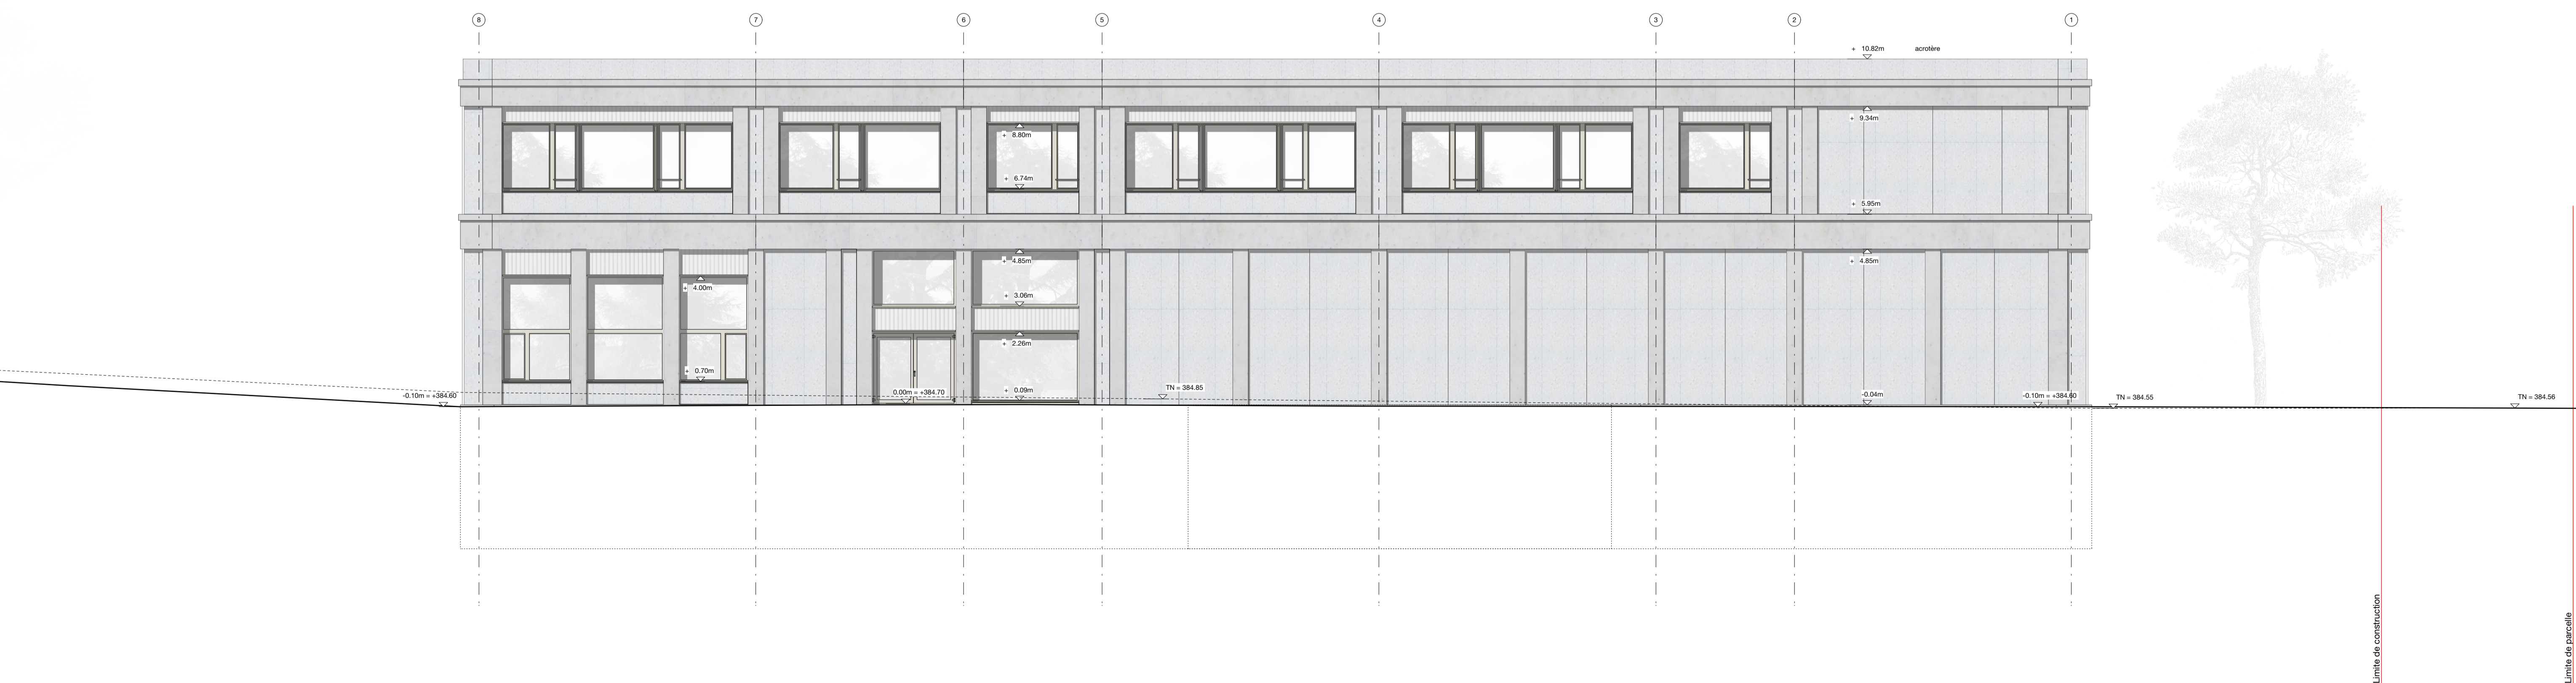 8 7 6 5 4 3 2 1
+ 10.82m acrotère
+ 9.34m
+ 8.80m
+ 6.74m
+ 5.95m
+ 4.85m
+ 4.85m
+ 4.00m
+ 3.06m
+ 2.26m
+ 0.70m
TN = 384.85
+ 0.09m
0.00m = +384.70
-0.04m
-0.10m = +384.60
-0.10m = +384.60
TN = 384.55
TN = 384.56
Limite de construction
Limite de parcelle